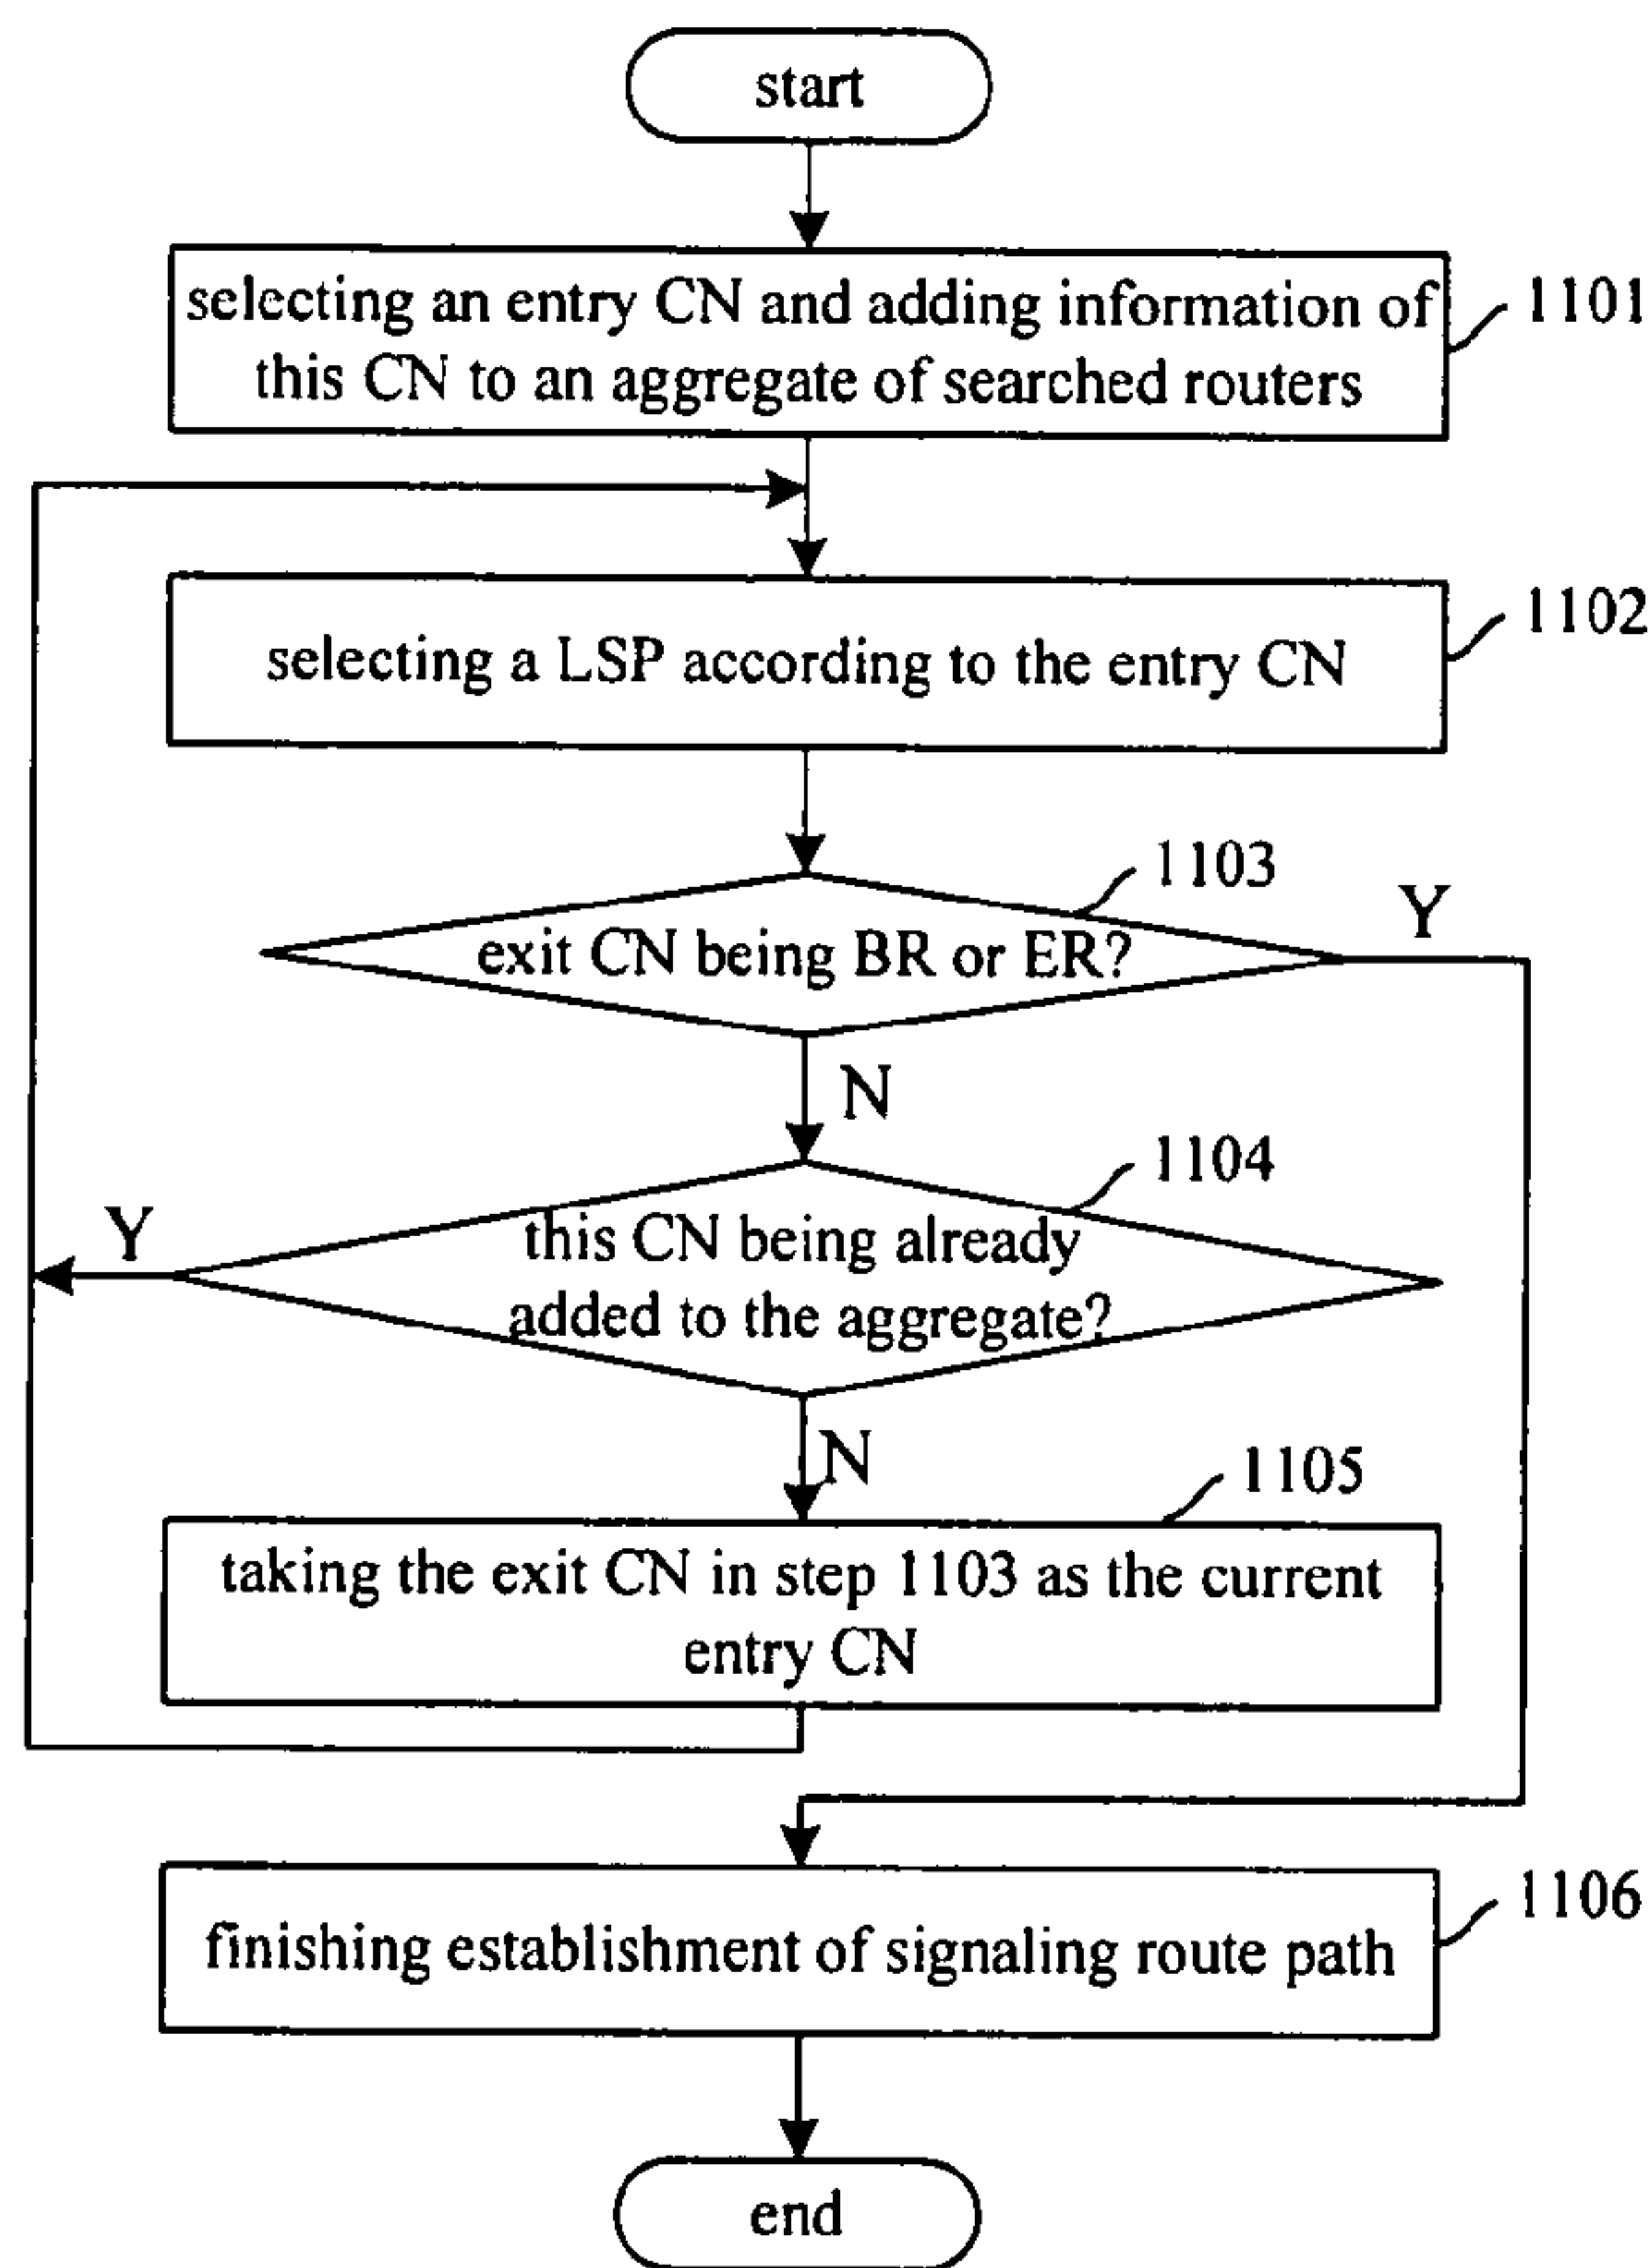 start
selecting an entry CN and adding information of
this CN to an aggregate of searched routers
1101
selecting a LSP according to the entry CN
1102
1103
exit CN being BR or ER?
Y
N
1104
this CN being already
added to the aggregate?
Y
N
1105
taking the exit CN in step 1103 as the current
entry CN
finishing establishment of signaling route path
1106
end